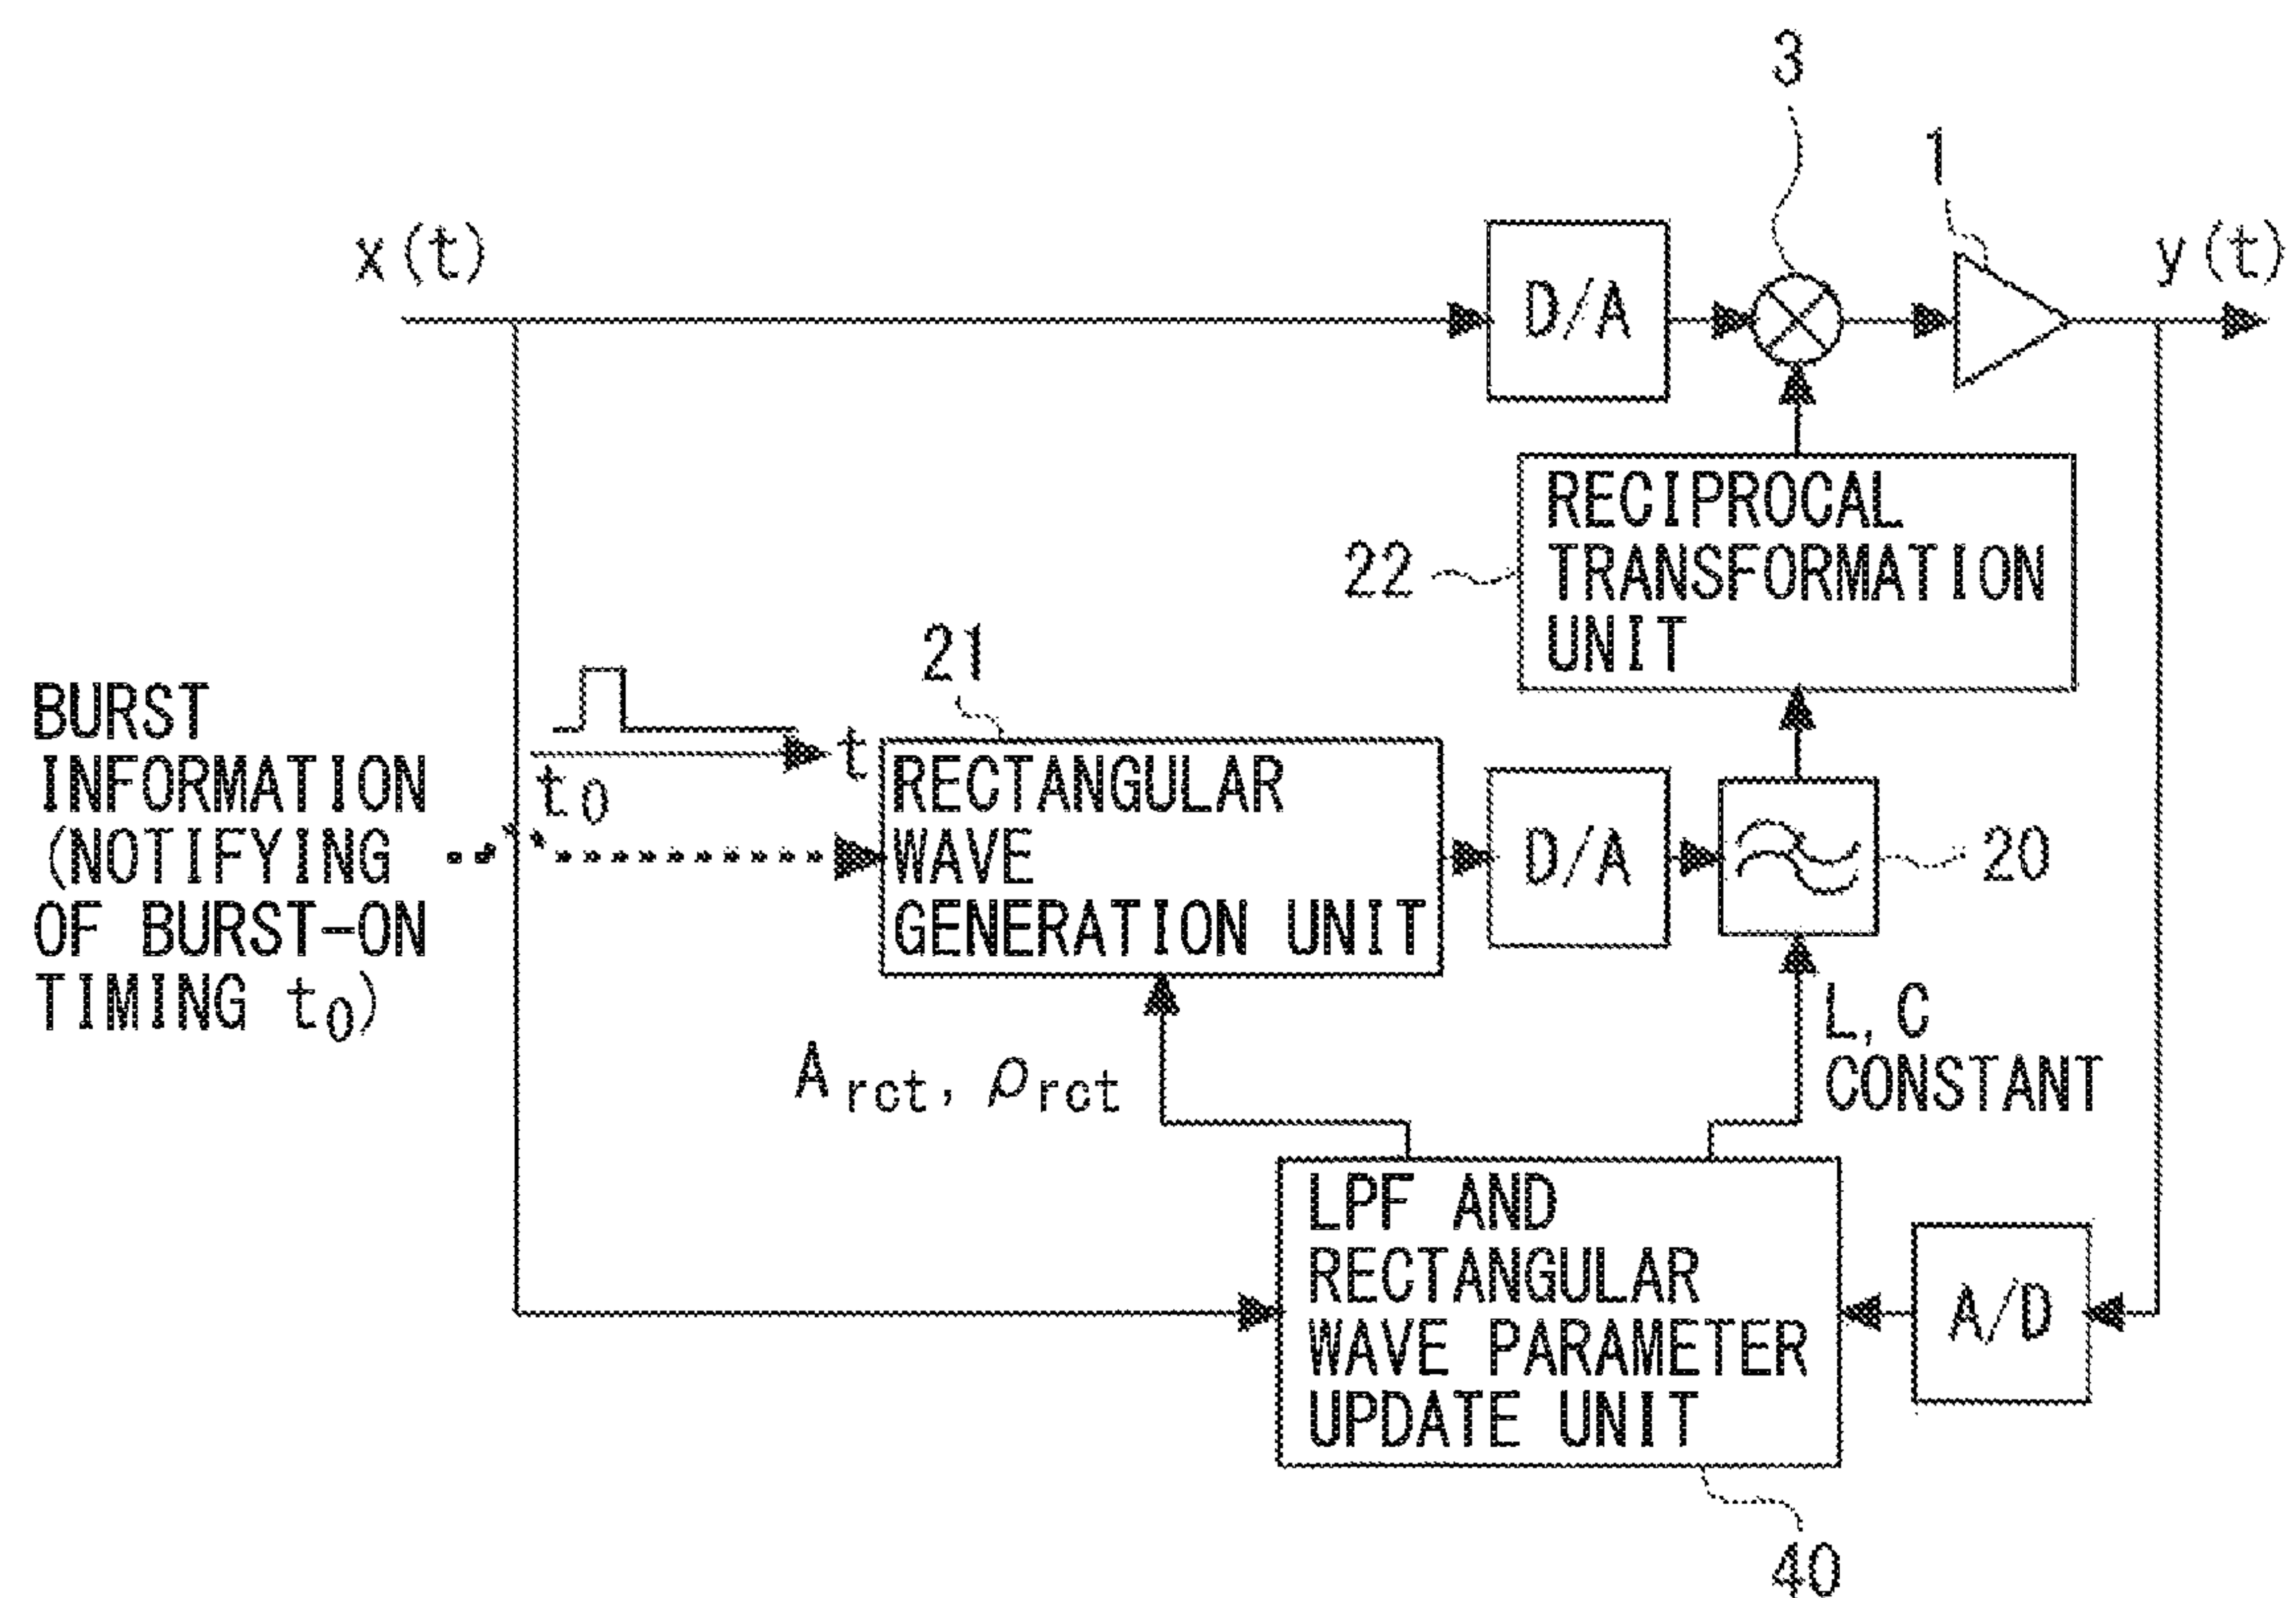 3
1
x(t)
D/A
y(t)
RECIPROCAL
TRANSFORMATION
UNIT
22
21
BURST
INFORMATION
(NOTIFYING
OF BURST-ON
TIMING t0)
t
t0
RECTANGULAR
WAVE
GENERATION UNIT
D/A
20
L, C
CONSTANT
Arct, ρrct
LPF AND
RECTANGULAR
WAVE PARAMETER
UPDATE UNIT
A/D
40